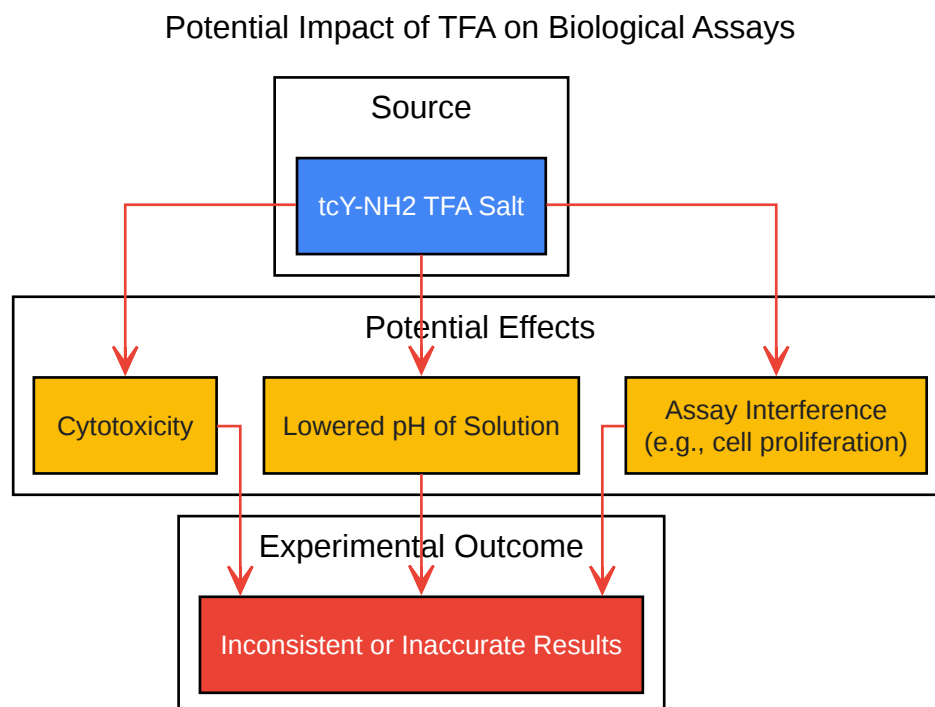 Potential Impact of TFA on Biological Assays
Source
tcY-NH2 TFA Salt
Potential Effects
Cytotoxicity
Lowered pH of Solution
Assay Interference
(e.g., cell proliferation)
Experimental Outcome
Inconsistent or Inaccurate Results